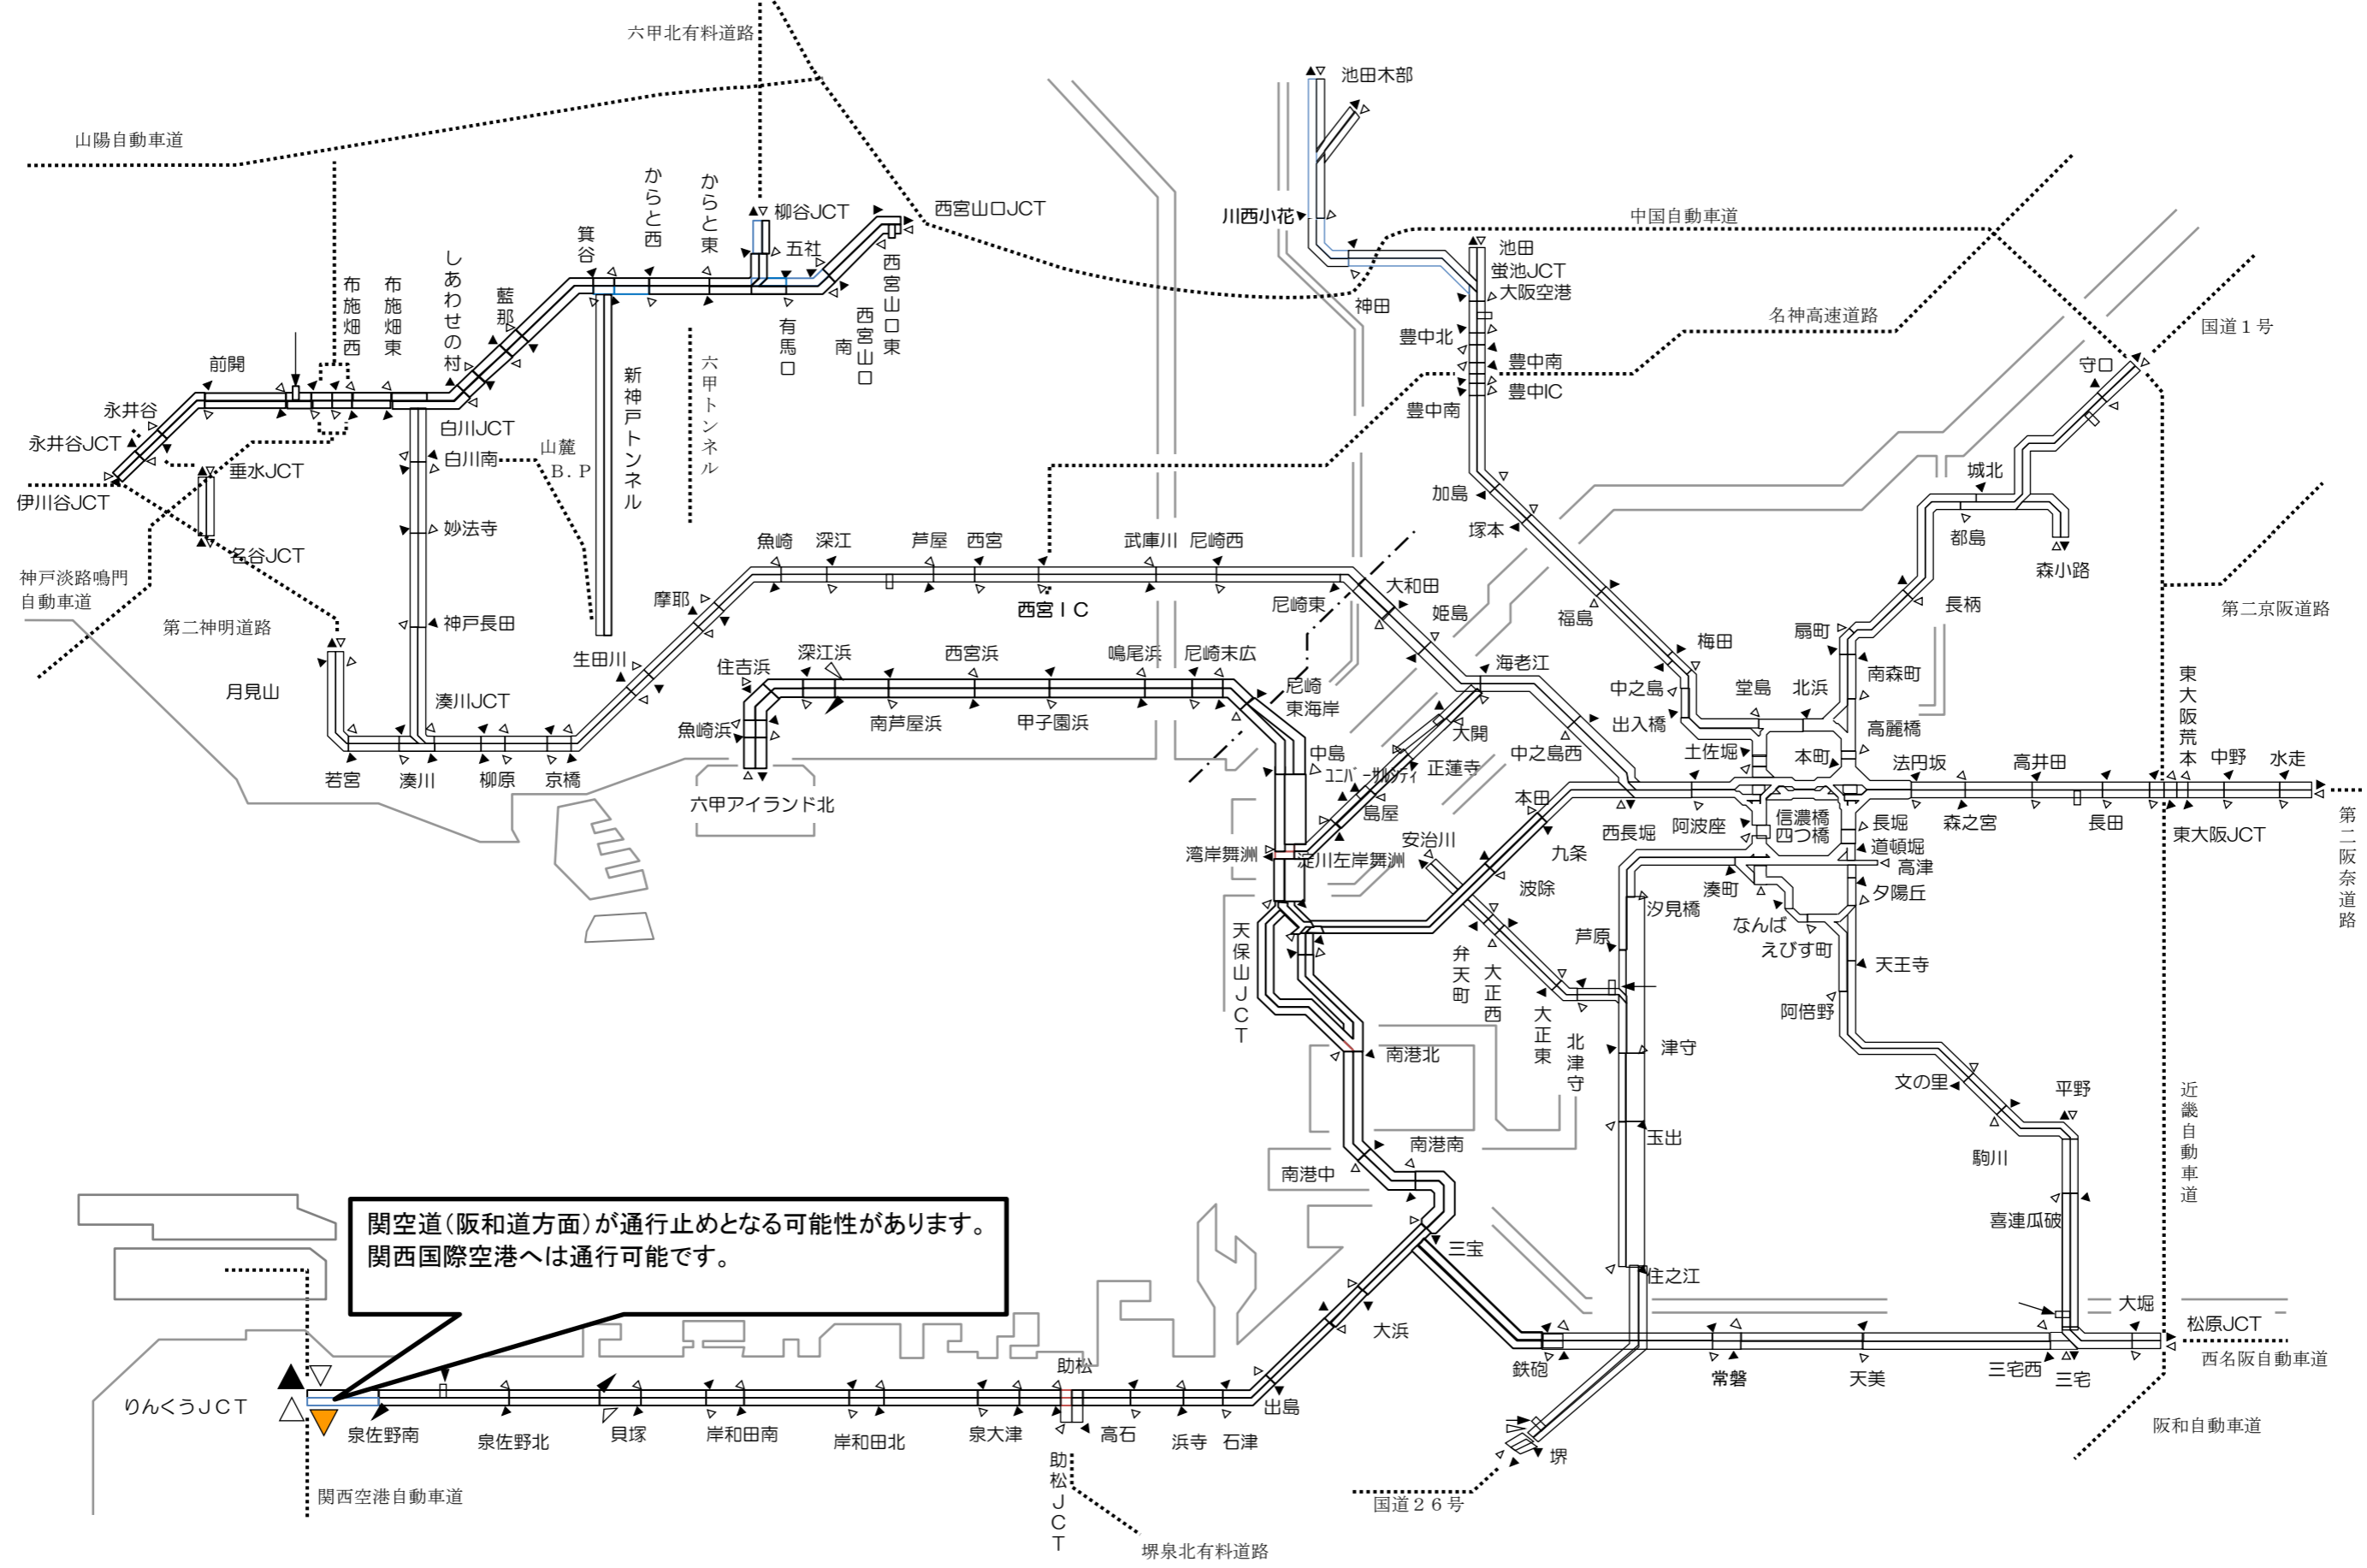 六甲北有料道路
池田木部
山陽自動車道
からと西
からと東
柳谷JCT
西宮山口JCT
川西小花
中国自動車道
箕谷
五社
池田
しあわせの村
蛍池JCT
大阪空港
西宮山口東
布施畑西
布施畑東
藍那
神田
名神高速道路
有馬口
西宮山口
南
国道1号
豊中北
豊中南
前開
新神戸トンネル
六甲トンネル
守口
豊中IC
豊中南
永井谷
白川JCT
永井谷JCT
山麓
B.P
白川南
垂水JCT
城北
伊川谷JCT
加島
妙法寺
塚本
都島
名谷JCT
魚崎
深江
芦屋
西宮
武庫川
尼崎西
森小路
神戸淡路鳴門
自動車道
大和田
摩耶
尼崎東
西宮IC
姫島
福島
長柄
第二京阪道路
第二神明道路
神戸長田
扇町
梅田
生田川
住吉浜
深江浜
西宮浜
鳴尾浜
尼崎末広
海老江
南森町
東大阪荒本
月見山
湊川JCT
尼崎
東海岸
中之島
堂島
北浜
魚崎浜
南芦屋浜
甲子園浜
出入橋
高麗橋
大開
中島
中之島西
土佐堀
本町
正蓮寺
ユニバーサルシティ
法円坂
高井田
中野
水走
若宮
湊川
柳原
京橋
六甲アイランド北
本田
島屋
西長堀
阿波座
信濃橋
四つ橋
長堀
森之宮
長田
東大阪JCT
第二阪奈道路
安治川
道頓堀
湾岸舞洲
淀川左岸舞洲
九条
高津
波除
湊町
夕陽丘
汐見橋
なんば
天保山JCT
芦原
えびす町
弁天町
大正西
天王寺
阿倍野
大正東
北津守
南港北
津守
文の里
平野
近畿自動車道
玉出
南港南
南港中
駒川
喜連瓜破
関空道(阪和道方面)が通行止めとなる可能性があります。
関西国際空港へは通行可能です。
三宝
住之江
大堀
松原JCT
大浜
西名阪自動車道
助松
鉄砲
常磐
天美
三宅西
三宅
りんくうJCT
出島
泉佐野南
泉佐野北
貝塚
岸和田南
岸和田北
泉大津
高石
浜寺
石津
阪和自動車道
堺
助松JCT
関西空港自動車道
国道26号
堺泉北有料道路